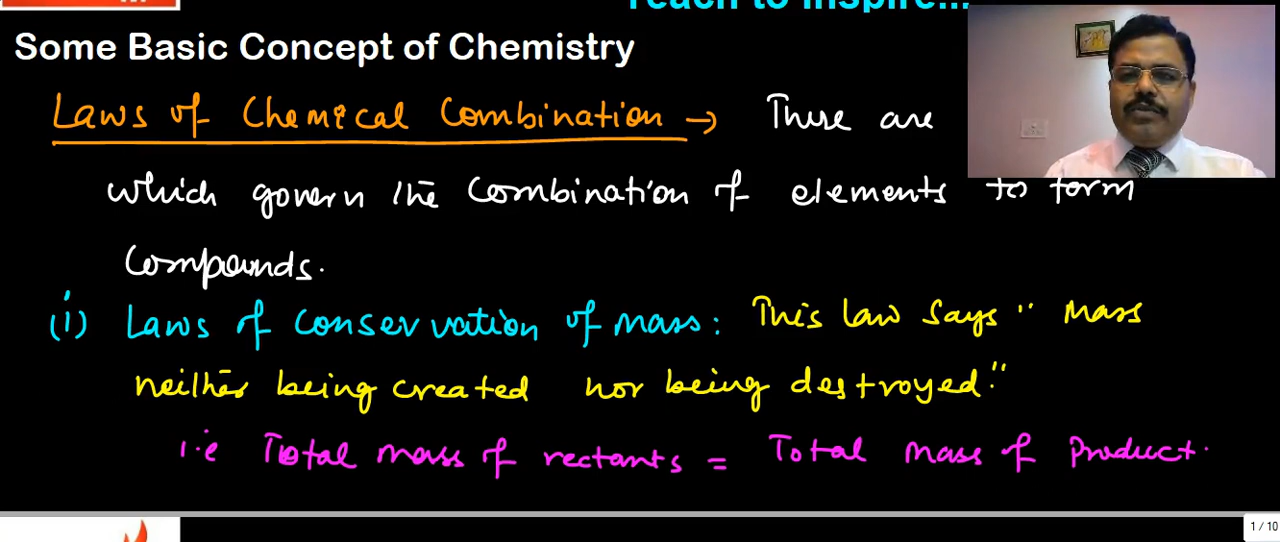 Teach to Inspire...
Some Basic Concept of Chemistry
Laws of Chemical Combination → There are
which govern the combination of elements to form
compounds.
(i) Laws of conservation of mass: This law says " Mass
neither being created nor being destroyed."
i.e Total mass of rectants = Total mass of Product.
1 / 10